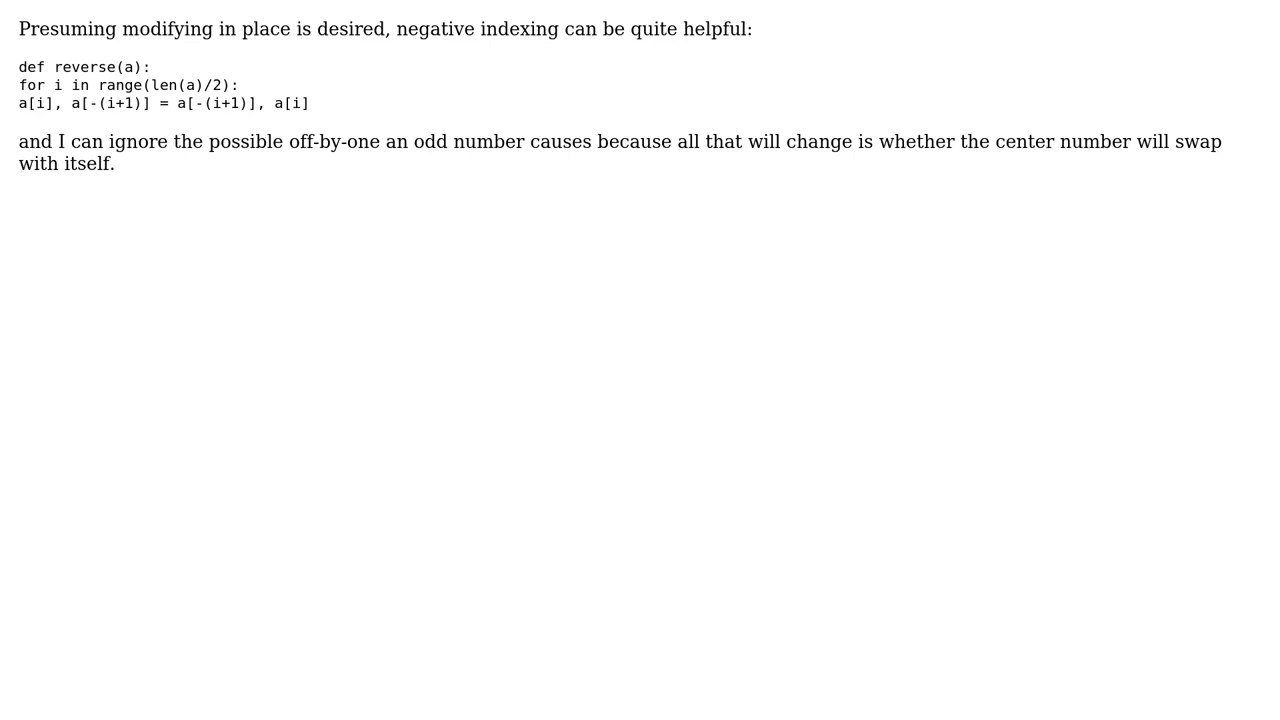 Presuming modifying in place is desired, negative indexing can be quite helpful:
def reverse(a):
for i in range(len(a)/2):
a[i], a[-(i+1)] = a[-(i+1)], a[i]
and I can ignore the possible off-by-one an odd number causes because all that will change is whether the center number will swap
with itself.